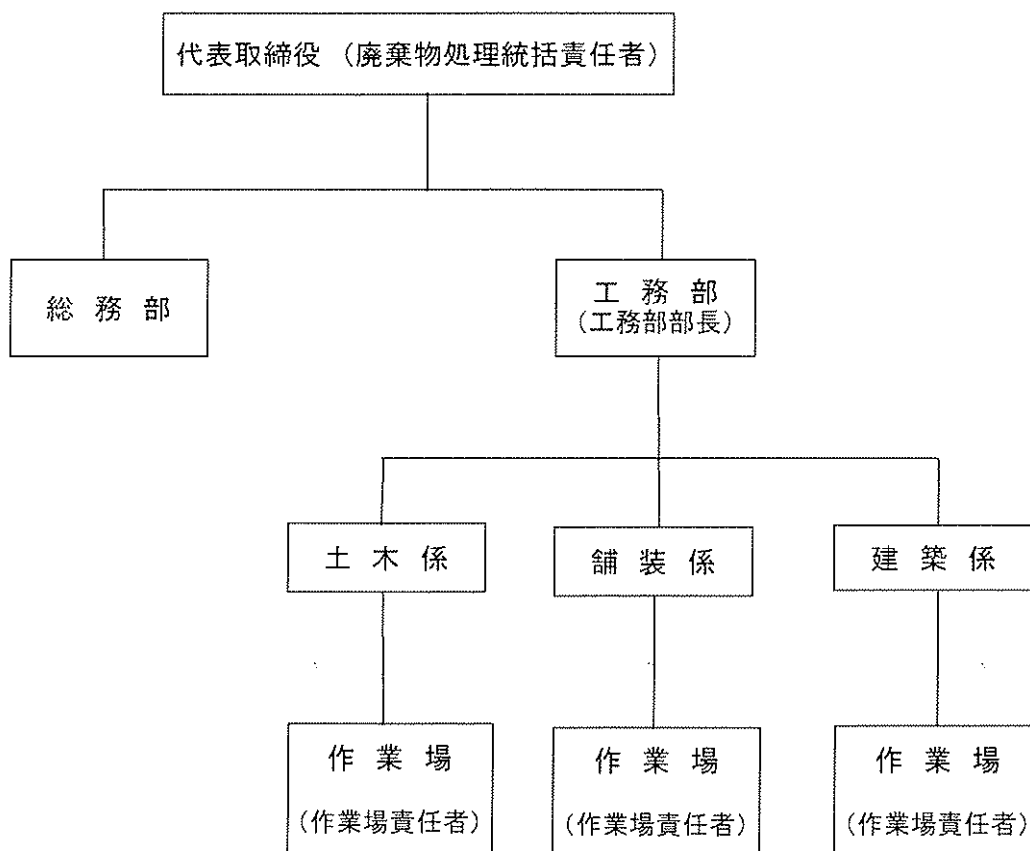 代表取締役 (廃棄物処理統括責任者)
総務部
工務部
(工務部部長)
土木係
舗装係
建築係
作業場
(作業場責任者)
作業場
(作業場責任者)
作業場
(作業場責任者)